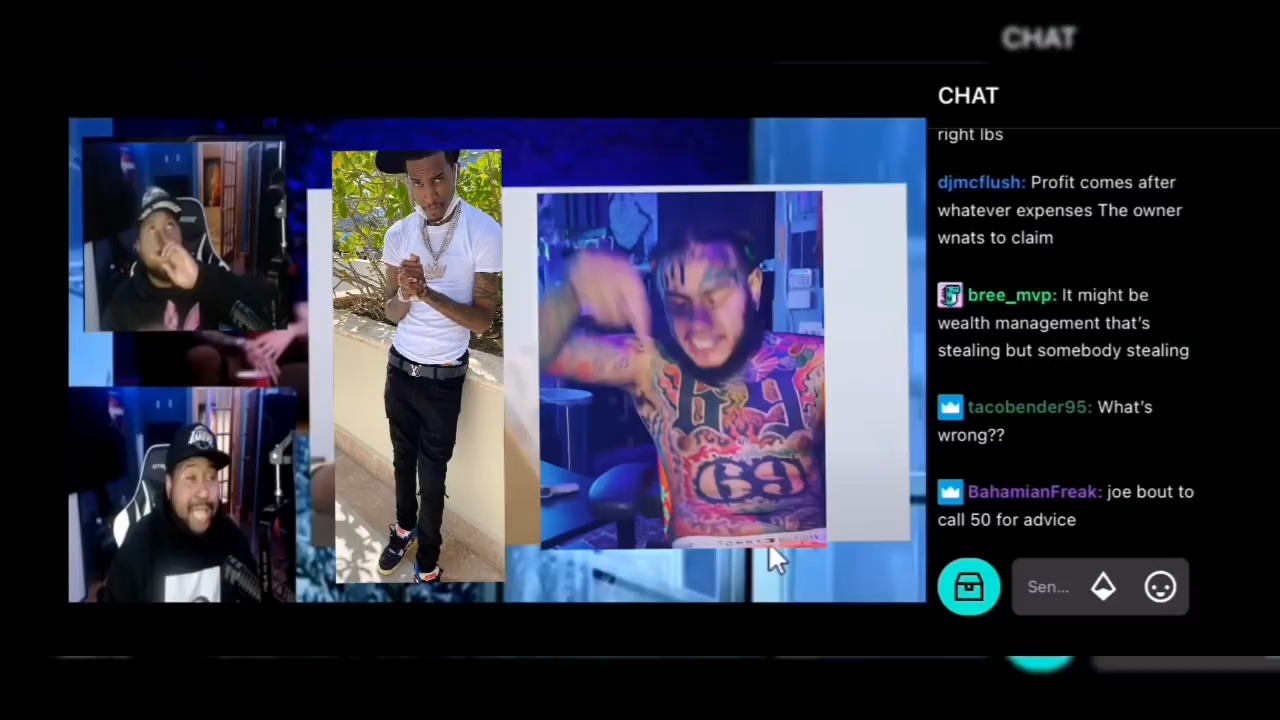 CHAT
CHAT
right lbs
djmcflush: Profit comes after
whatever expenses The owner
wnats to claim
bree_mvp: It might be
wealth management that's
stealing but somebody stealing
tacobender95: What's
wrong??
BahamianFreak: joe bout to
call 50 for advice
Sen...
69
69
LV